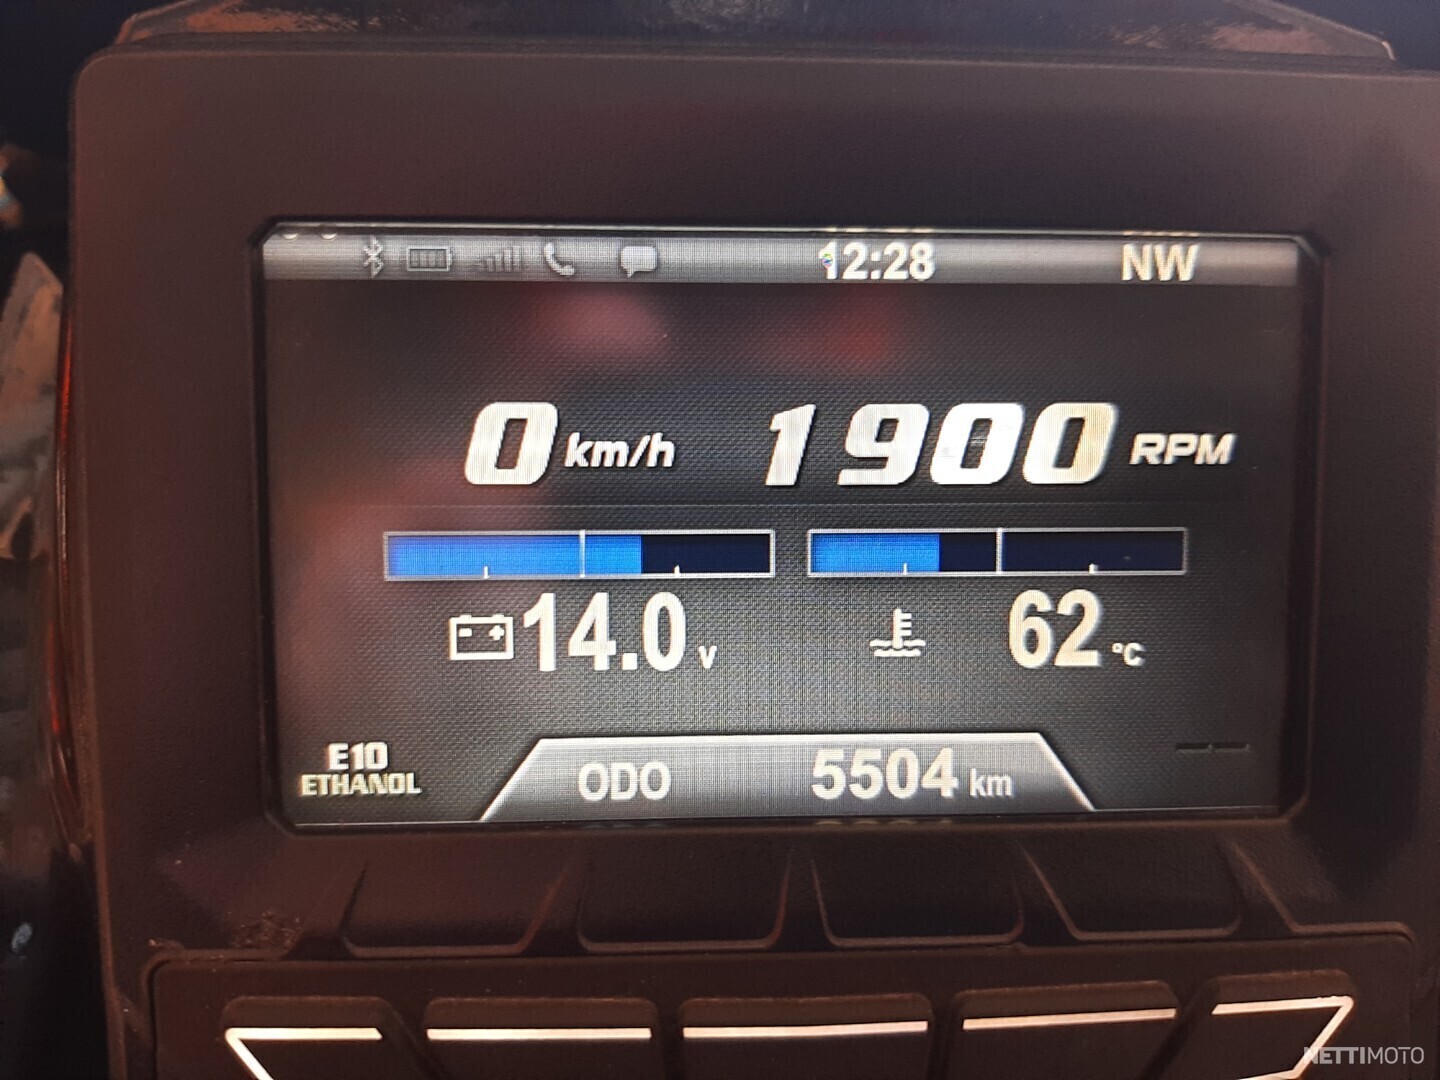 12:28 NW
0 km/h 1900 RPM
14.0 V 62 °C
E10
ETHANOL
ODO 5504 km
NETTIMOTO